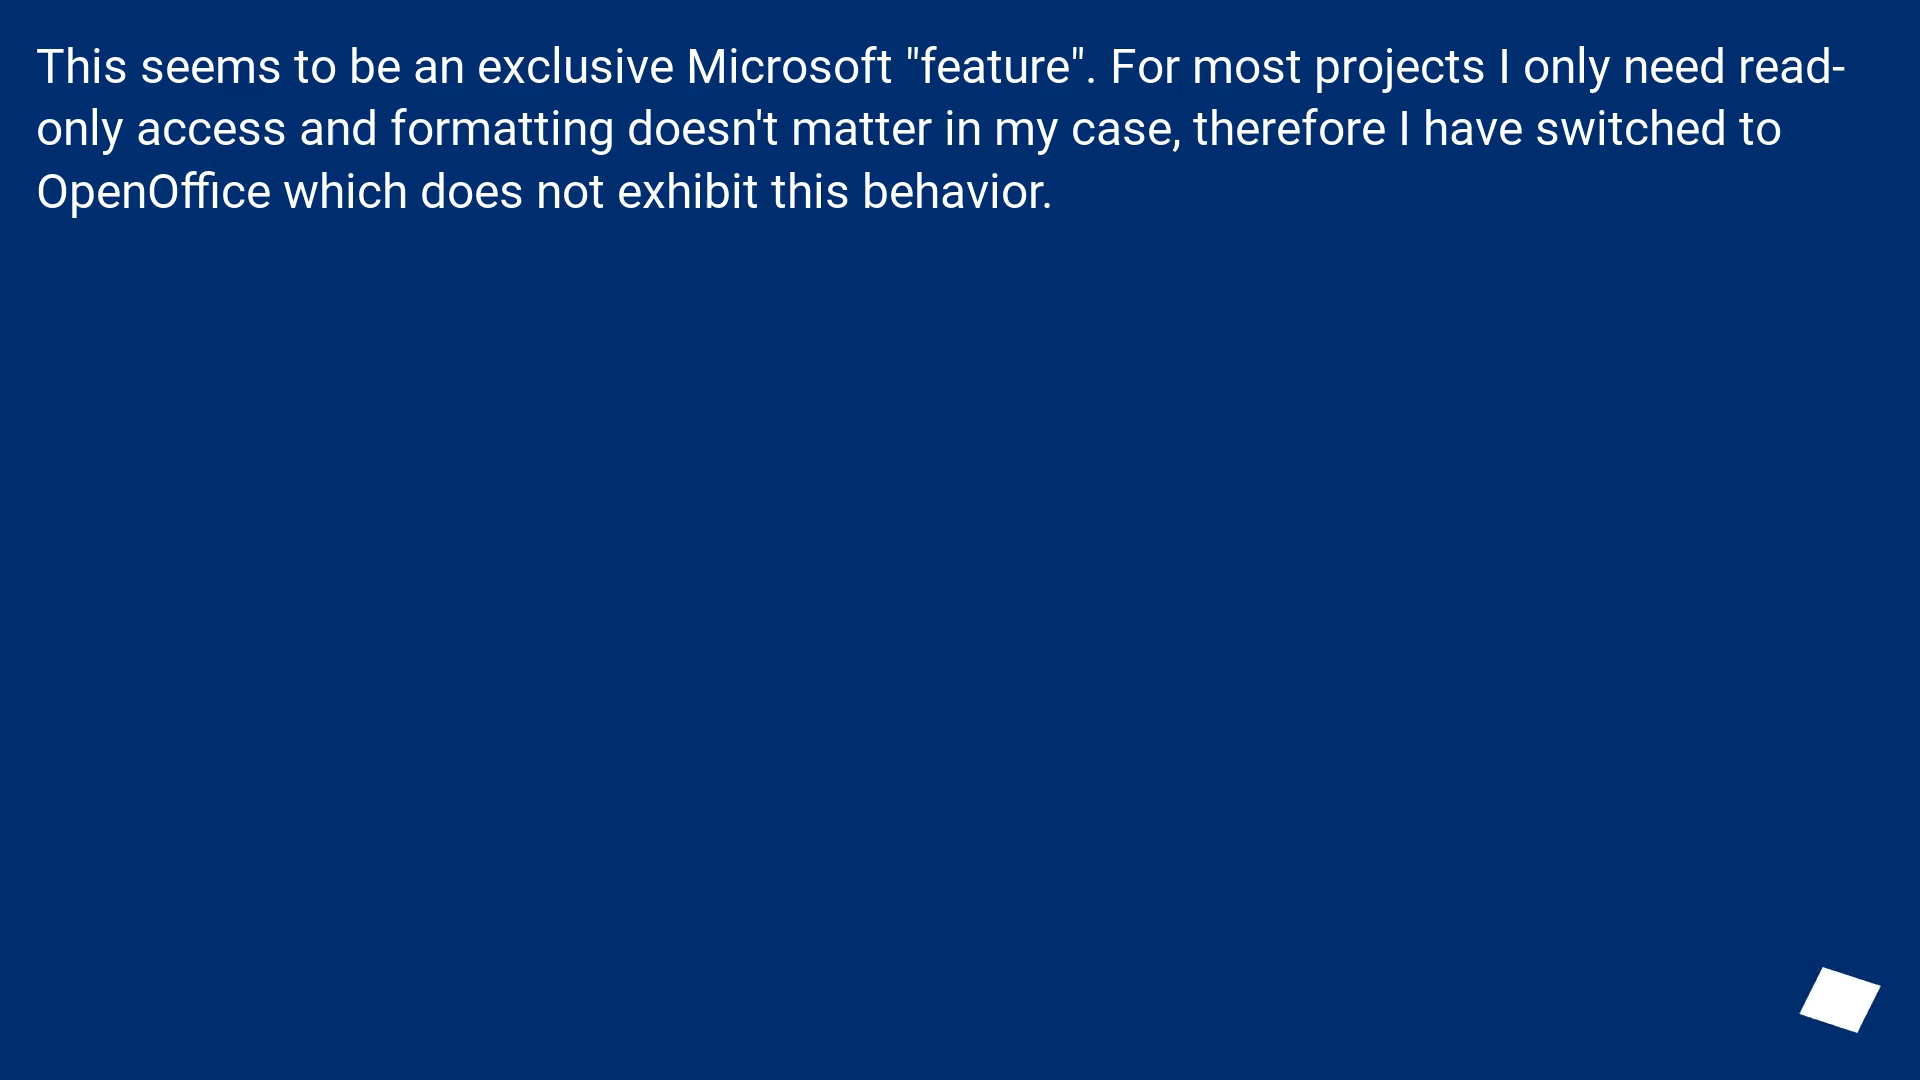 This seems to be an exclusive Microsoft "feature". For most projects I only need read-
only access and formatting doesn't matter in my case, therefore I have switched to
OpenOffice which does not exhibit this behavior.